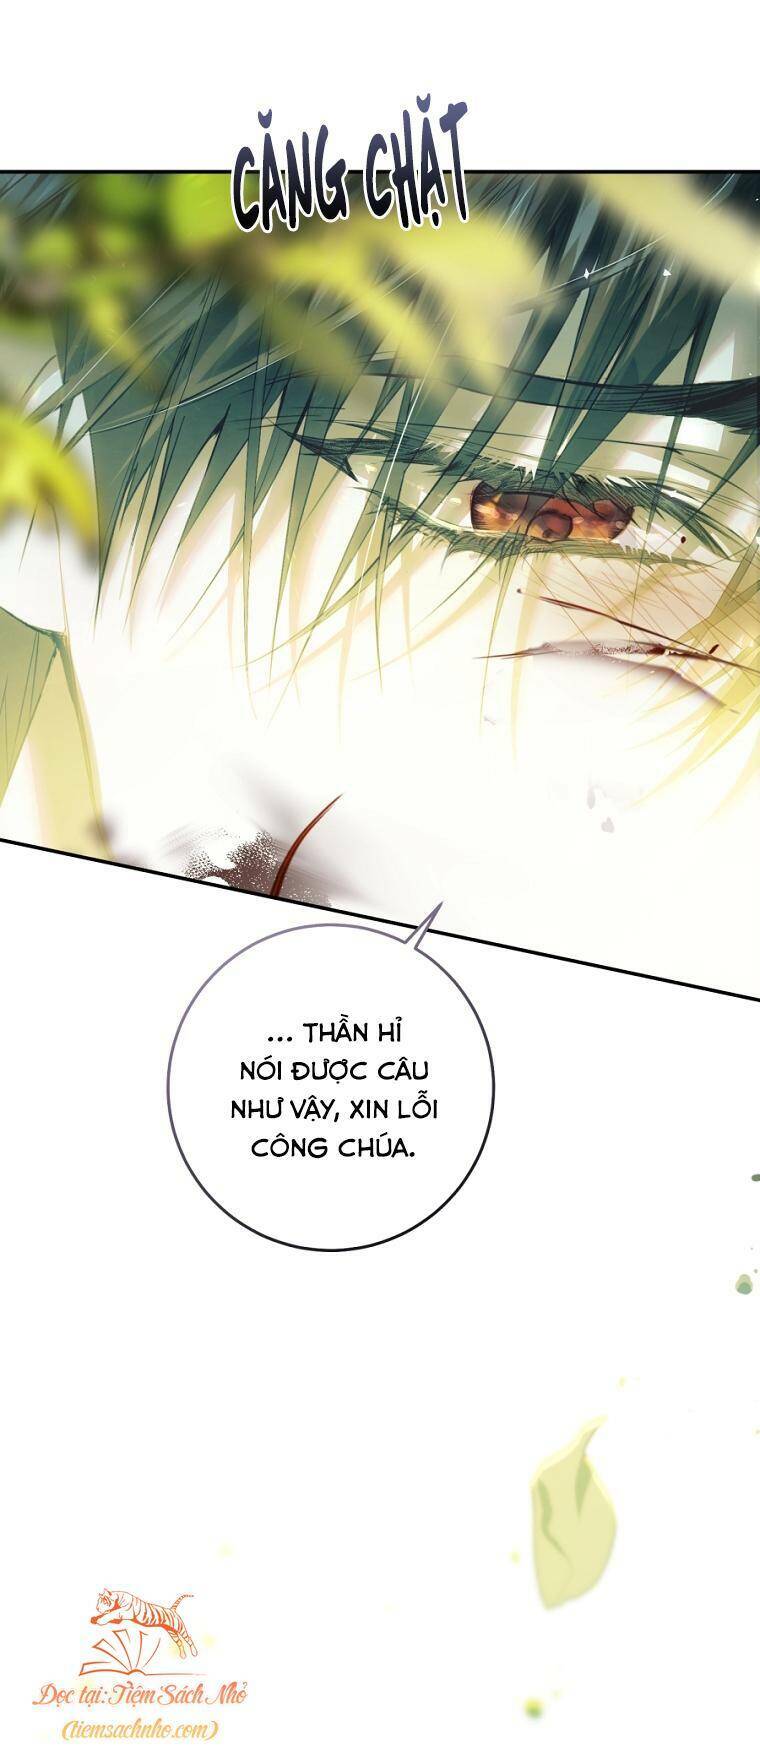 CĂNG CHẶT
... THẦN HỈ
NÓI ĐƯỢC CÂU
NHƯ VẬY, XIN LỖI
CÔNG CHÚA.
Đọc tại: Tiệm Sách Nhỏ
(tiemsachnho.com)